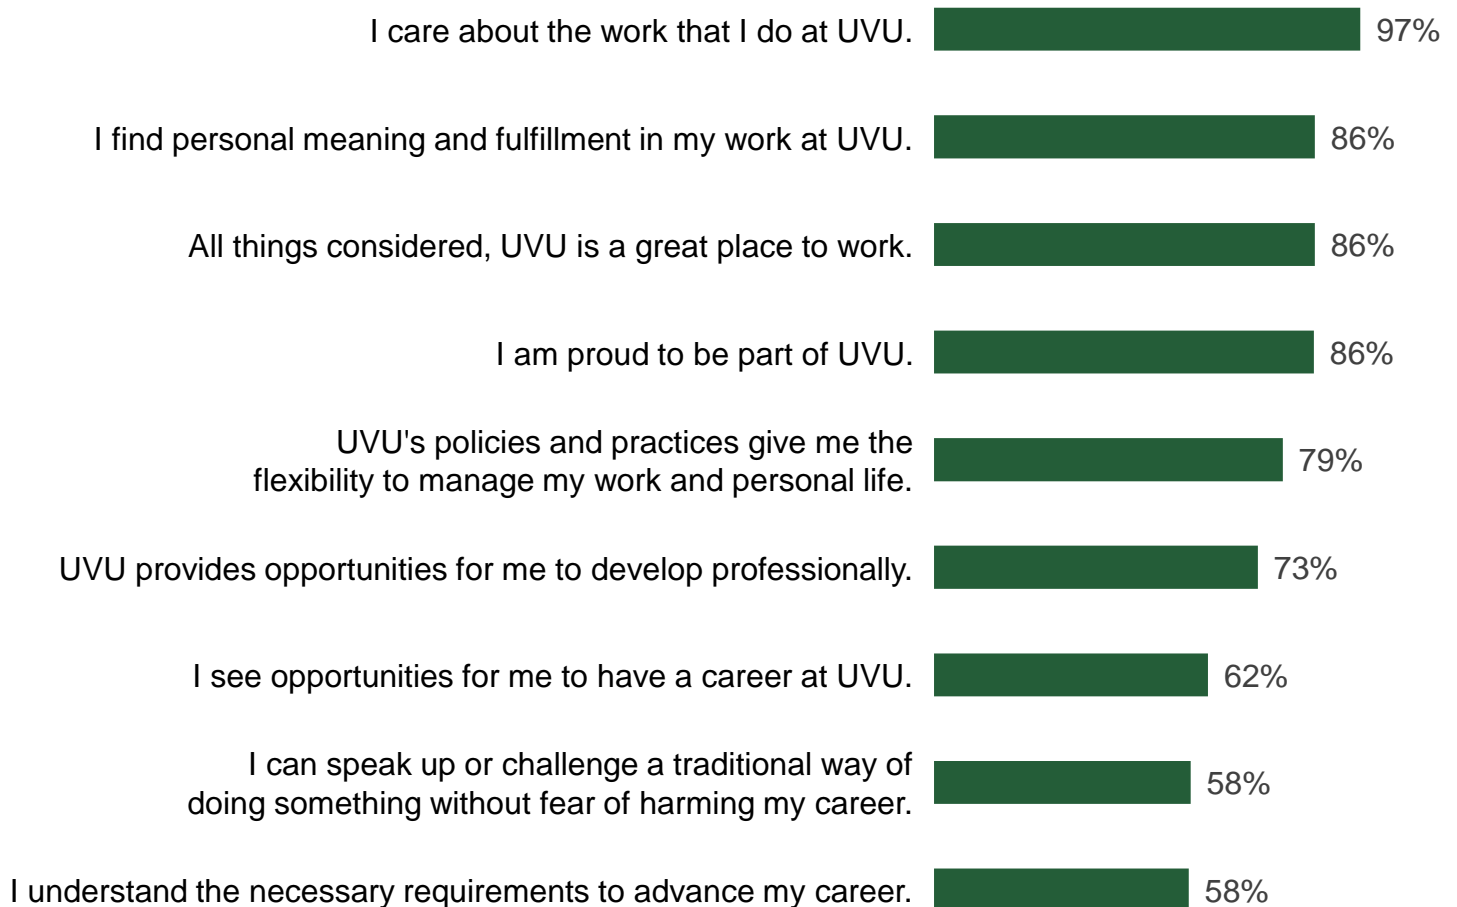 I care about the work that I do at UVU. 97%
I find personal meaning and fulfillment in my work at UVU. 86%
All things considered, UVU is a great place to work. 86%
I am proud to be part of UVU. 86%
UVU's policies and practices give me the
flexibility to manage my work and personal life. 79%
UVU provides opportunities for me to develop professionally. 73%
I see opportunities for me to have a career at UVU. 62%
I can speak up or challenge a traditional way of
doing something without fear of harming my career. 58%
I understand the necessary requirements to advance my career. 58%